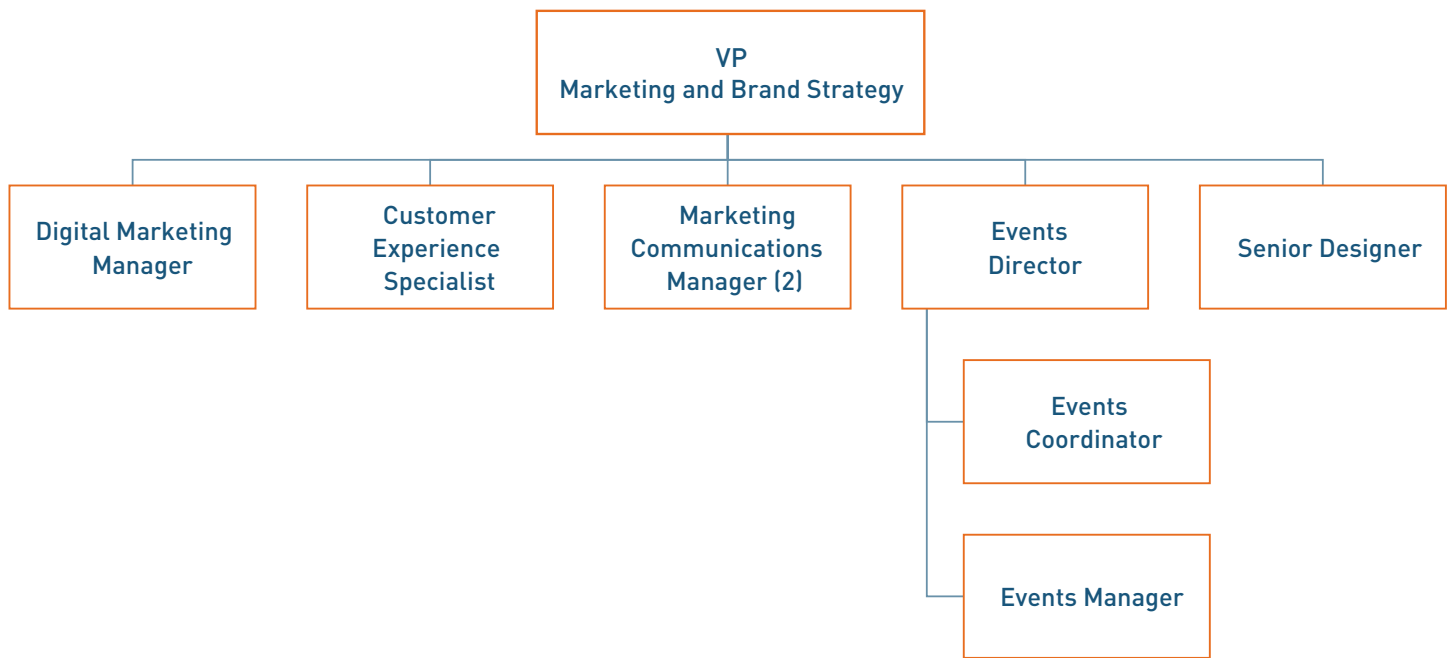 VP
Marketing and Brand Strategy
Digital Marketing
Manager
Customer
Experience
Specialist
Marketing
Communications
Manager (2)
Events
Director
Senior Designer
Events
Coordinator
Events Manager